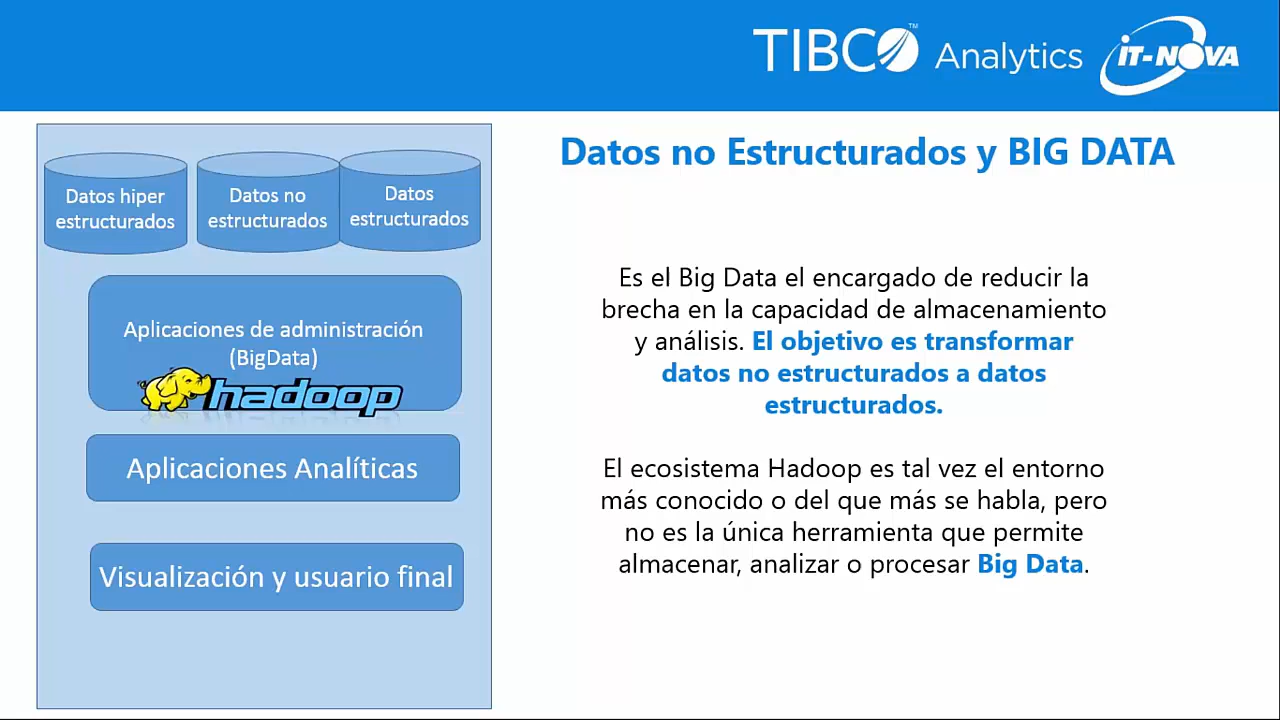 TIBCO™ Analytics iT-NOVA
Datos hiper
estructurados
Datos no
estructurados
Datos
estructurados
Aplicaciones de administración
(BigData)
hadoop
Aplicaciones Analíticas
Visualización y usuario final
Datos no Estructurados y BIG DATA
Es el Big Data el encargado de reducir la
brecha en la capacidad de almacenamiento
y análisis. El objetivo es transformar
datos no estructurados a datos
estructurados.
El ecosistema Hadoop es tal vez el entorno
más conocido o del que más se habla, pero
no es la única herramienta que permite
almacenar, analizar o procesar Big Data.